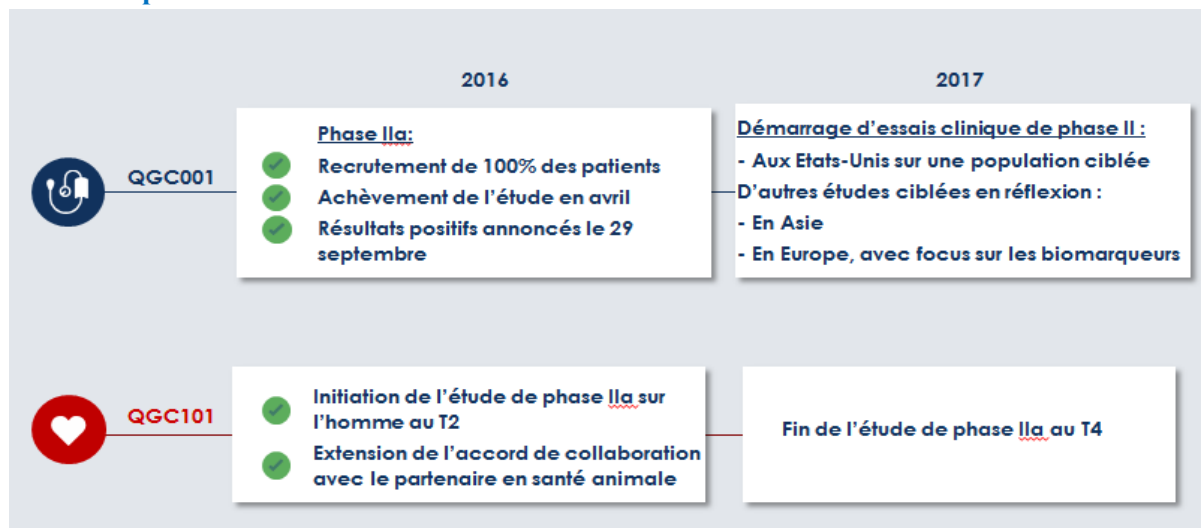 2016
2017
QGC001
Phase IIa:
Recrutement de 100% des patients
Achèvement de l'étude en avril
Résultats positifs annoncés le 29
septembre
Démarrage d'essais clinique de phase II :
- Aux Etats-Unis sur une population ciblée
D'autres études ciblées en réflexion :
- En Asie
- En Europe, avec focus sur les biomarqueurs
QGC101
Initiation de l'étude de phase IIa sur
l'homme au T2
Extension de l'accord de collaboration
avec le partenaire en santé animale
Fin de l'étude de phase IIa au T4